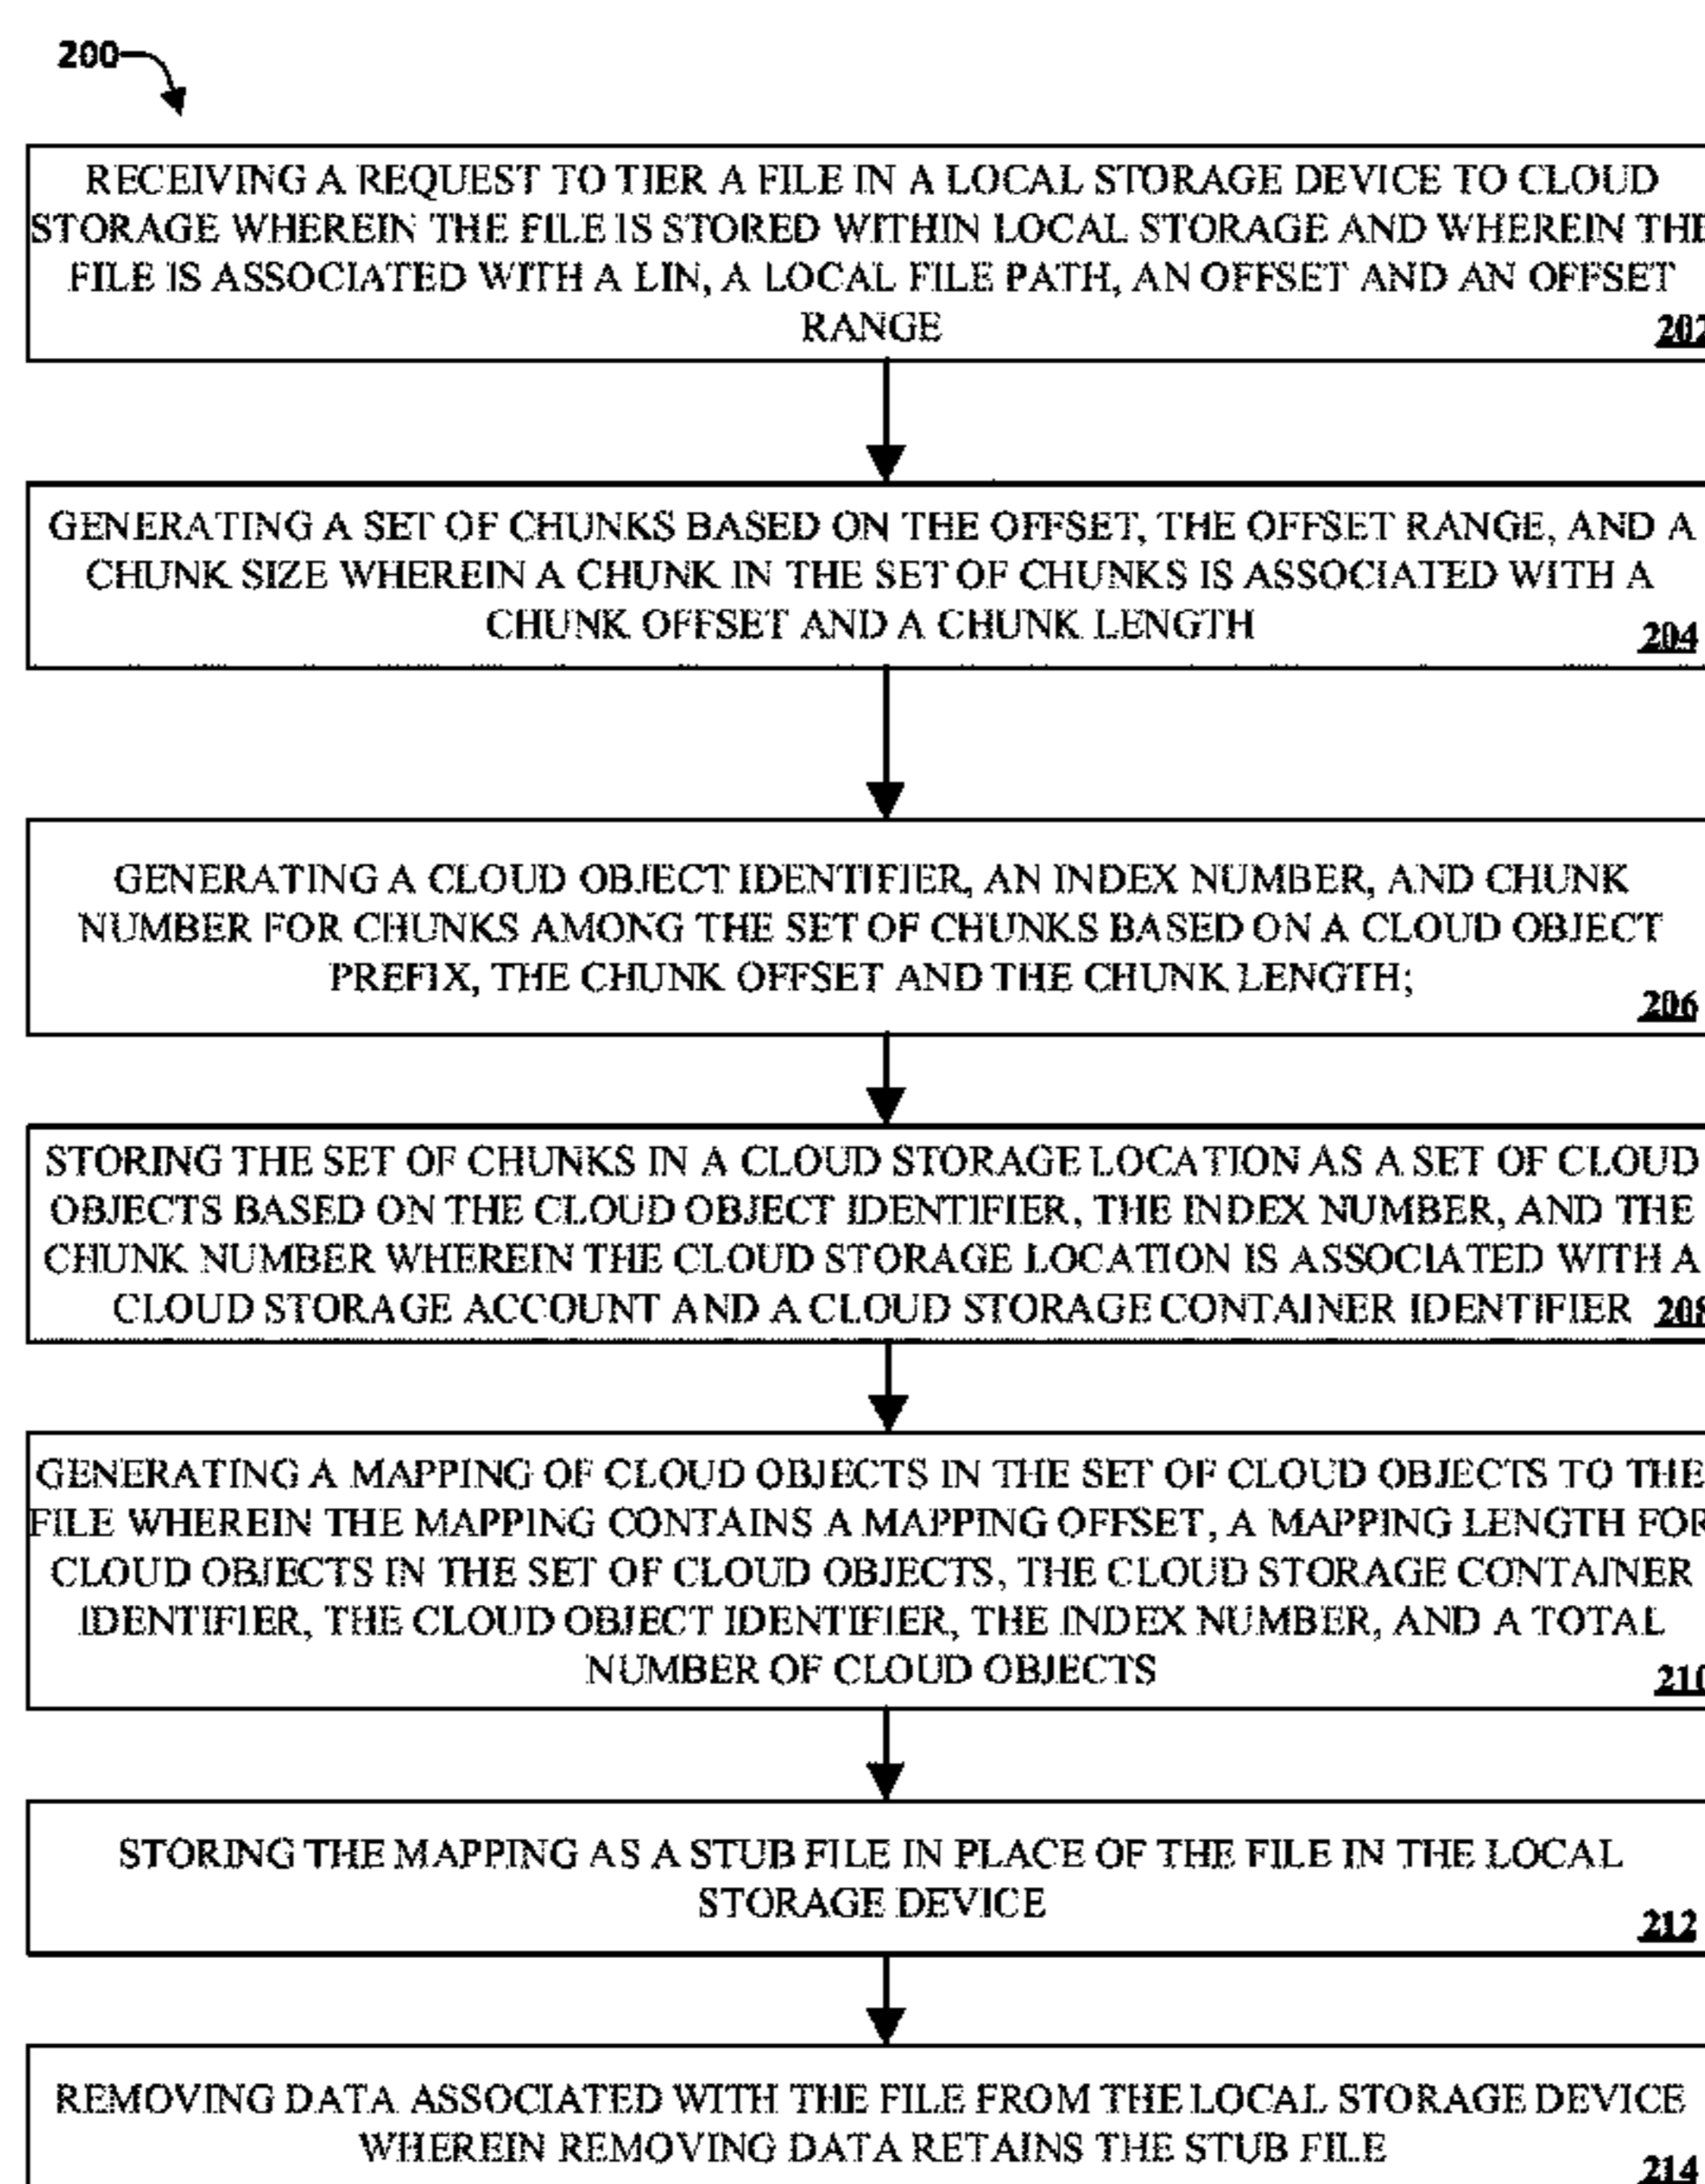 200
RECEIVING A REQUEST TO TIER A FILE IN A LOCAL STORAGE DEVICE TO CLOUD
STORAGE WHEREIN THE FILE IS STORED WITHIN LOCAL STORAGE AND WHEREIN THE
FILE IS ASSOCIATED WITH A LIN, A LOCAL FILE PATH, AN OFFSET AND AN OFFSET
RANGE
202
GENERATING A SET OF CHUNKS BASED ON THE OFFSET, THE OFFSET RANGE, AND A
CHUNK SIZE WHEREIN A CHUNK IN THE SET OF CHUNKS IS ASSOCIATED WITH A
CHUNK OFFSET AND A CHUNK LENGTH
204
GENERATING A CLOUD OBJECT IDENTIFIER, AN INDEX NUMBER, AND CHUNK
NUMBER FOR CHUNKS AMONG THE SET OF CHUNKS BASED ON A CLOUD OBJECT
PREFIX, THE CHUNK OFFSET AND THE CHUNK LENGTH;
206
STORING THE SET OF CHUNKS IN A CLOUD STORAGE LOCATION AS A SET OF CLOUD
OBJECTS BASED ON THE CLOUD OBJECT IDENTIFIER, THE INDEX NUMBER, AND THE
CHUNK NUMBER WHEREIN THE CLOUD STORAGE LOCATION IS ASSOCIATED WITH A
CLOUD STORAGE ACCOUNT AND A CLOUD STORAGE CONTAINER IDENTIFIER 208
GENERATING A MAPPING OF CLOUD OBJECTS IN THE SET OF CLOUD OBJECTS TO THE
FILE WHEREIN THE MAPPING CONTAINS A MAPPING OFFSET, A MAPPING LENGTH FOR
CLOUD OBJECTS IN THE SET OF CLOUD OBJECTS, THE CLOUD STORAGE CONTAINER
IDENTIFIER, THE CLOUD OBJECT IDENTIFIER, THE INDEX NUMBER, AND A TOTAL
NUMBER OF CLOUD OBJECTS
210
STORING THE MAPPING AS A STUB FILE IN PLACE OF THE FILE IN THE LOCAL
STORAGE DEVICE
212
REMOVING DATA ASSOCIATED WITH THE FILE FROM THE LOCAL STORAGE DEVICE
WHEREIN REMOVING DATA RETAINS THE STUB FILE
214